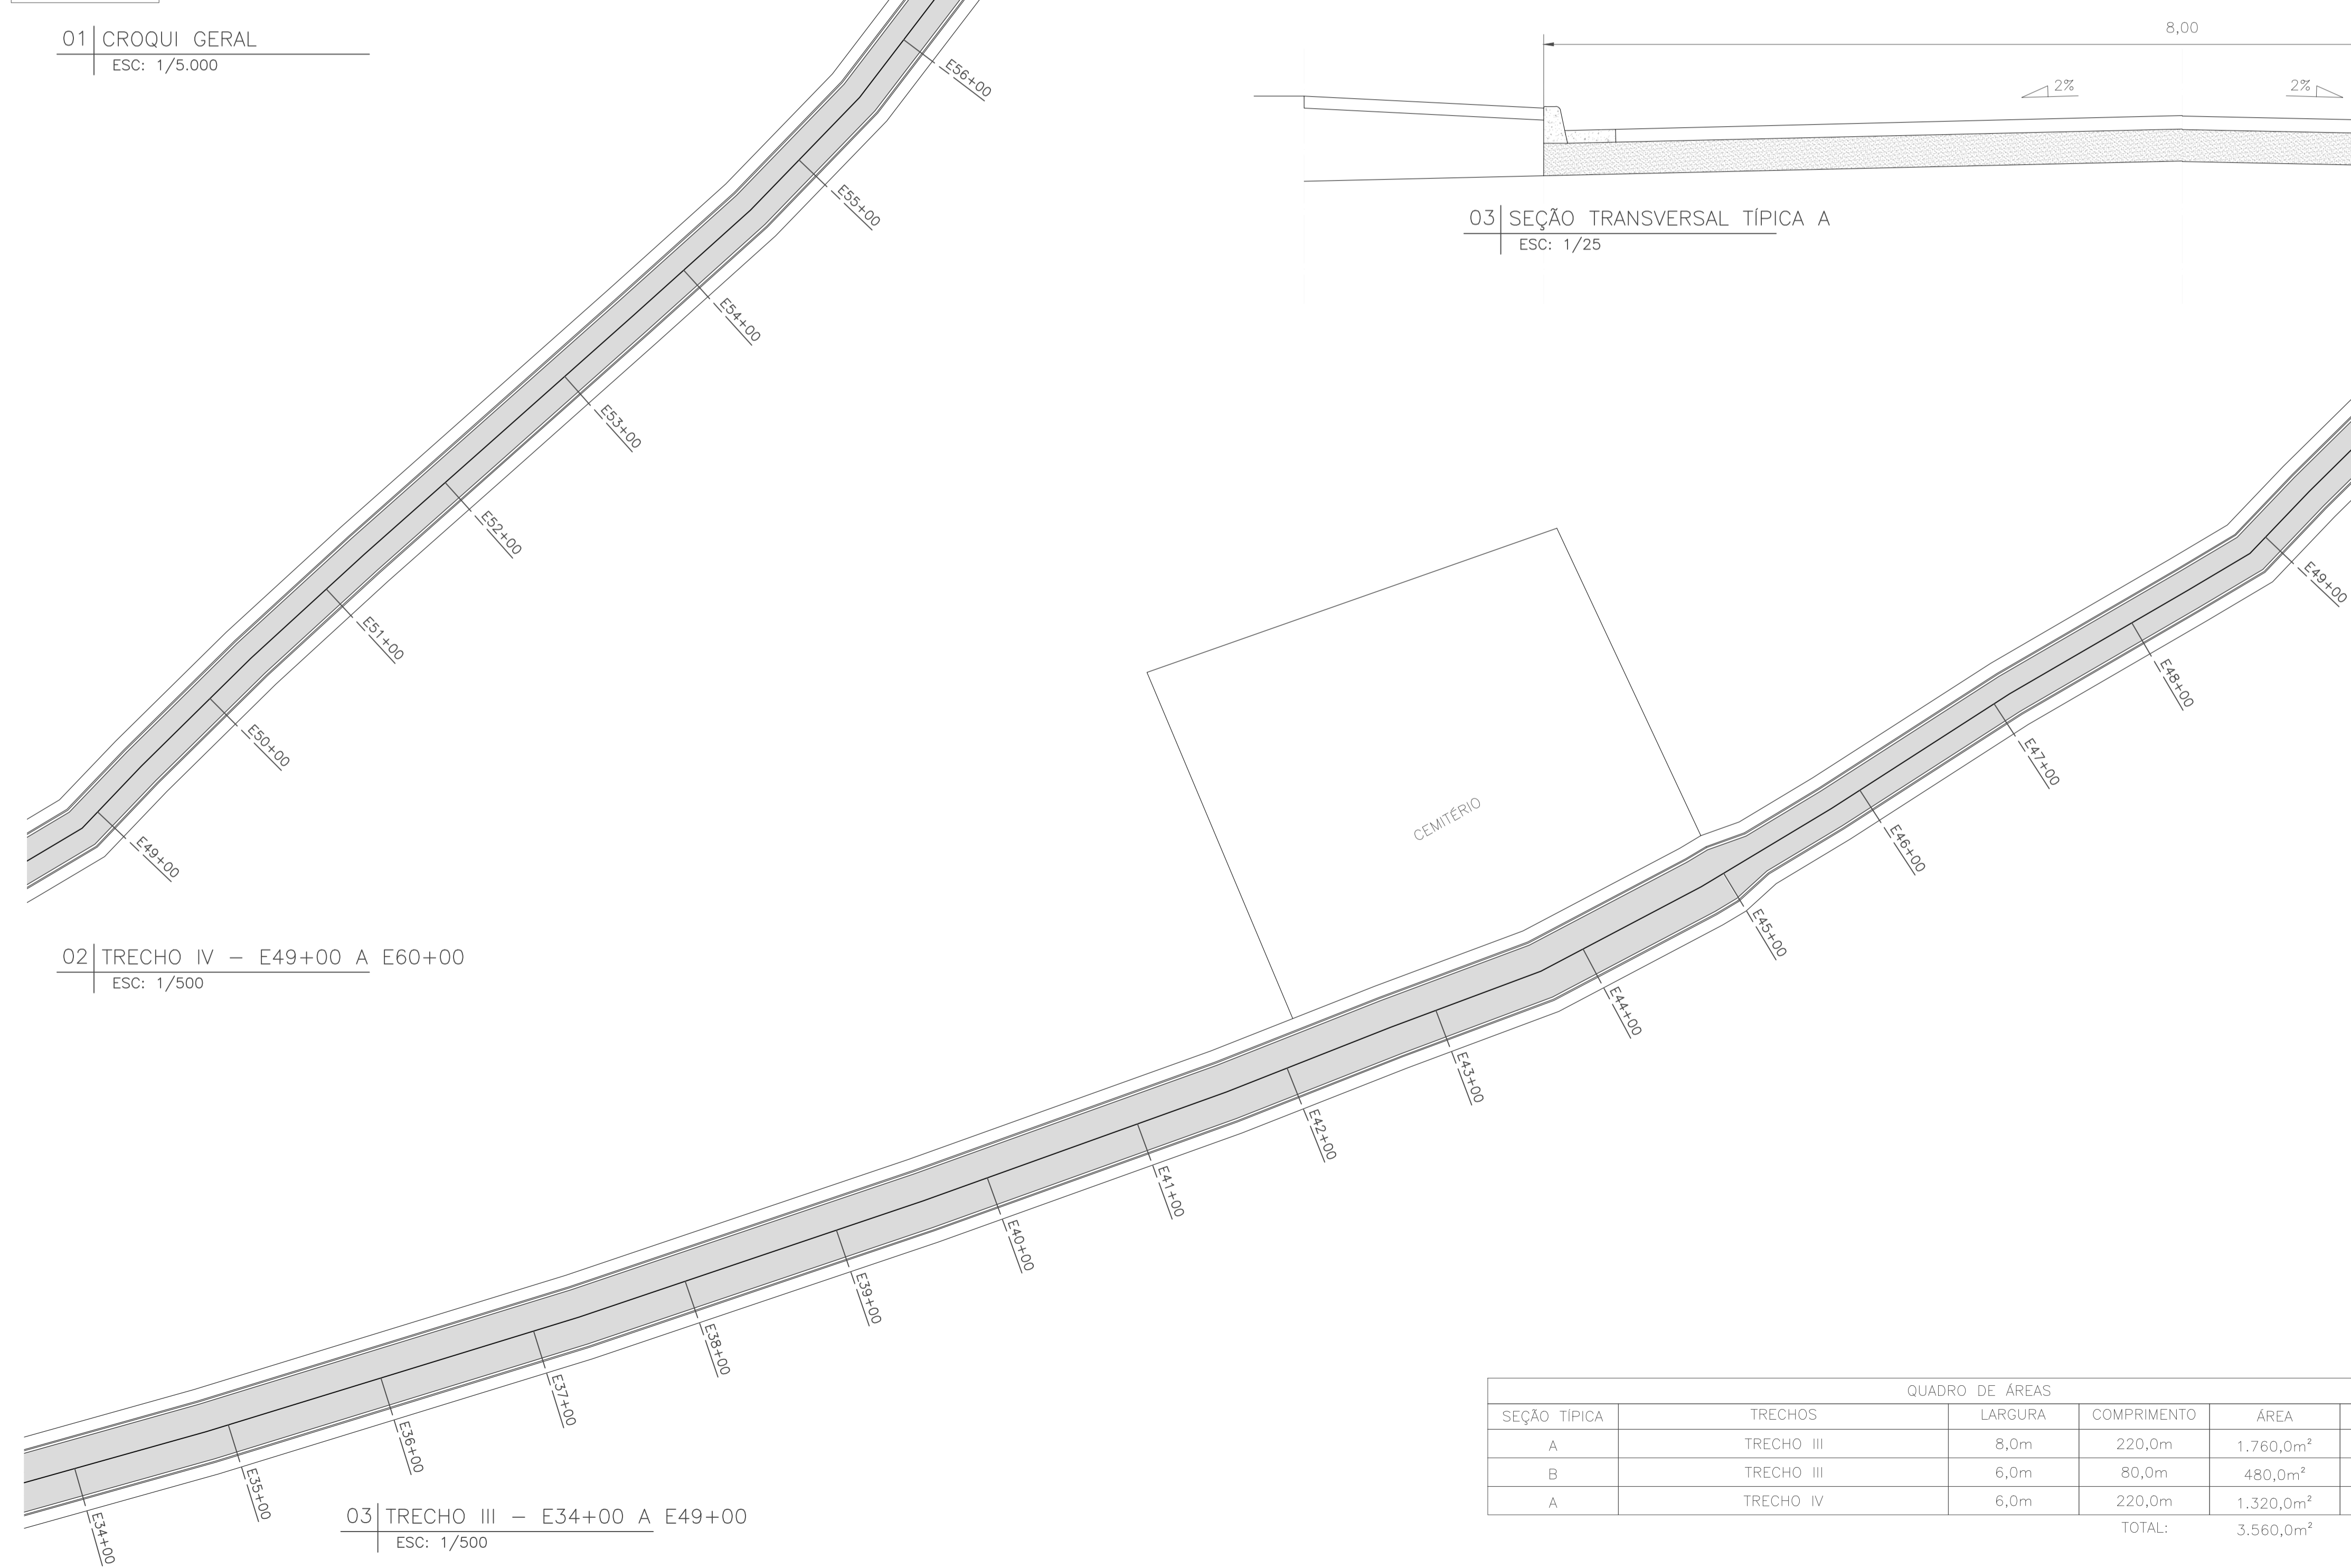 01 CROQUI GERAL
ESC: 1/5.000
8,00
2%
2%
03 SEÇÃO TRANSVERSAL TÍPICA A
ESC: 1/25
E56+00
E55+00
E54+00
E53+00
E52+00
E51+00
E50+00
E49+00
02 TRECHO IV - E49+00 A E60+00
ESC: 1/500
CEMITÉRIO
E49+00
E48+00
E47+00
E46+00
E45+00
E44+00
E43+00
E42+00
E41+00
E40+00
E39+00
E38+00
E37+00
E36+00
E35+00
E34+00
03 TRECHO III - E34+00 A E49+00
ESC: 1/500
QUADRO DE ÁREAS
SEÇÃO TÍPICA TRECHOS LARGURA COMPRIMENTO ÁREA
A TRECHO III 8,0m 220,0m 1.760,0m²
B TRECHO III 6,0m 80,0m 480,0m²
A TRECHO IV 6,0m 220,0m 1.320,0m²
TOTAL: 3.560,0m²